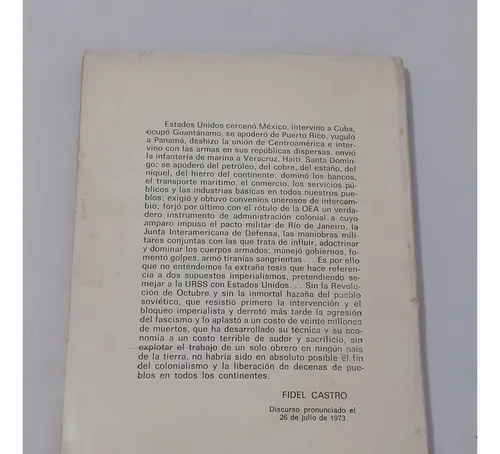 Estados Unidos cercenó México, intervino a Cuba,
ocupó Guantánamo, se apoderó de Puerto Rico, yuguló
a Panamá, deshizo la unión de Centroamérica e inter-
vino con las armas en sus repúblicas dispersas, envió
la infantería de marina a Veracruz, Haití, Santo Domin-
go; se apoderó del petróleo, del cobre, del estaño, del
níquel, del hierro del continente; dominó los bancos,
el transporte marítimo, el comercio, los servicios pú-
blicos y las industrias básicas en todos nuestros pue-
blos; exigió y obtuvo convenios onerosos de intercam-
bio; forjó por último con el rótulo de la OEA un verda-
dero instrumento de administración colonial a cuyo
amparo impuso el pacto militar de Río de Janeiro, la
Junta Interamericana de Defensa, las maniobras mili-
tares conjuntas con las que trata de influir, adoctrinar
y dominar los cuerpos armados; manejó gobiernos, fo-
mentó golpes, armó tiranías sangrientas... Es por ello
que no entendemos la extraña tesis que hace referen-
cia a dos supuestos imperialismos, pretendiendo se-
mejar a la URSS con Estados Unidos... Sin la Revolu-
ción de Octubre y sin la inmortal hazaña del pueblo
soviético, que resistió primero la intervención y el
bloqueo imperialista y derrotó más tarde la agresión
del fascismo y lo aplastó a un costo de veinte millones
de muertos, que ha desarrollado su técnica y su eco-
nomía a un costo terrible de sudor y sacrificio, sin
explotar el trabajo de un solo obrero en ningún país
de la tierra, no habría sido en absoluto posible el fin
del colonialismo y la liberación de decenas de pue-
blos en todos los continentes.
FIDEL CASTRO
Discurso pronunciado el
26 de julio de 1973